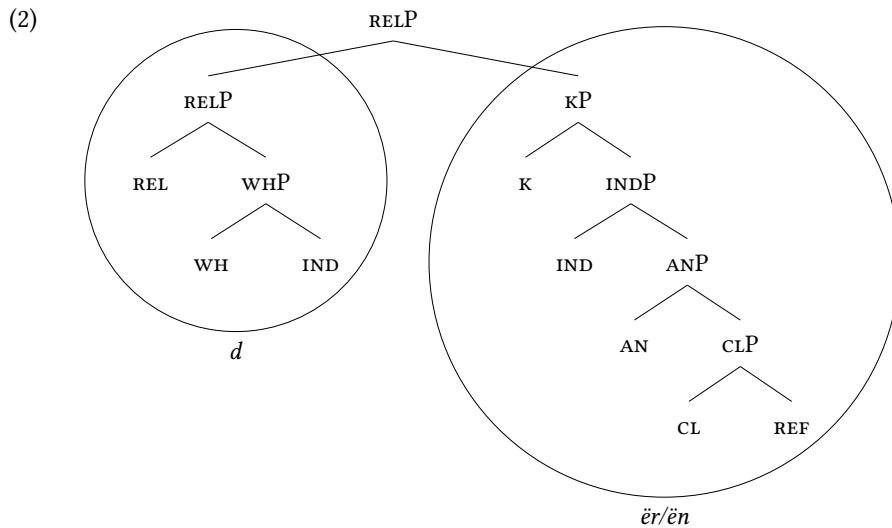 (2) RELP
RELP KP
REL WHP K INDP
WH IND IND ANP
d AN CLP
CL REF
ër/ën